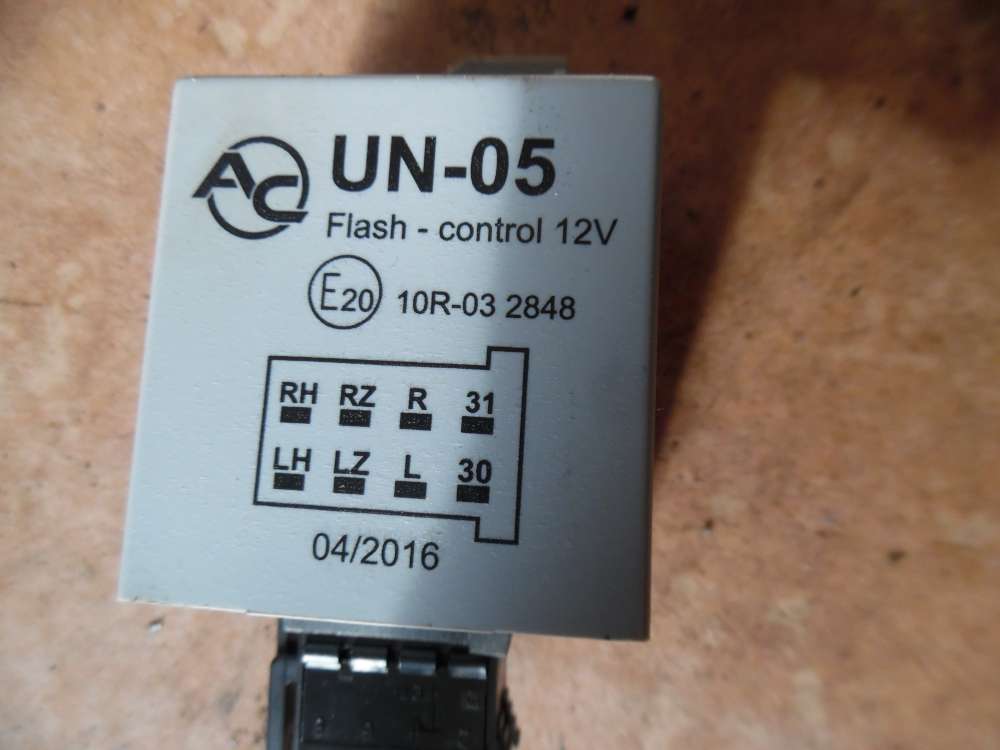 AC UN-05
Flash - control 12V
E20 10R-03 2848
RH RZ R 31
LH LZ L 30
04/2016